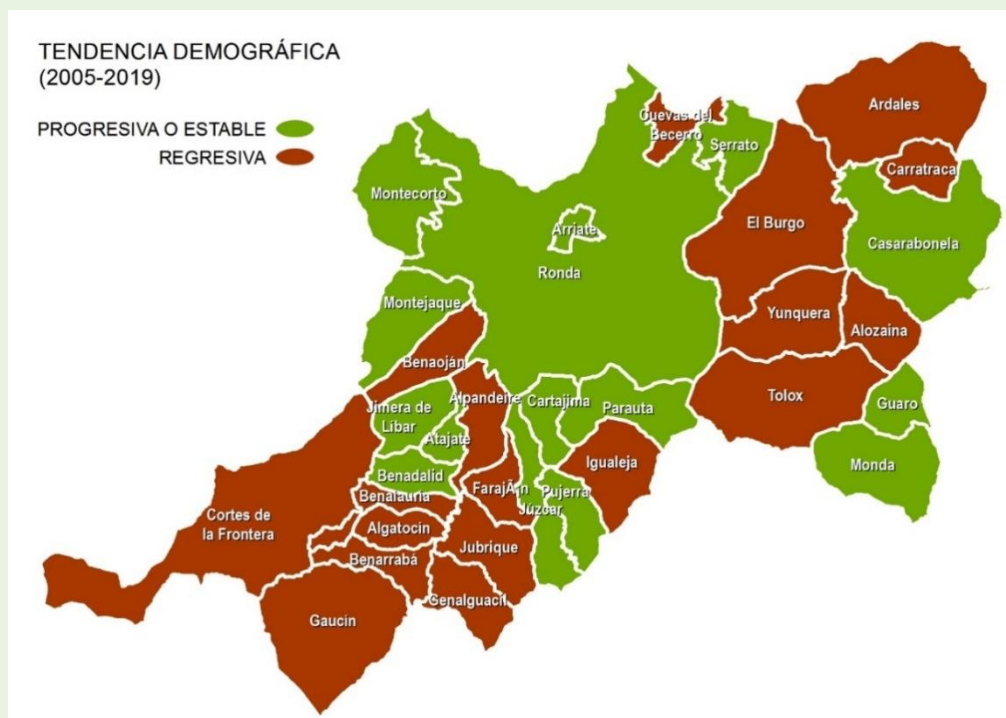 TENDENCIA DEMOGRÁFICA
(2005-2019)
PROGRESIVA O ESTABLE
REGRESIVA
Ardales
Cuevas del
Becerro
Serrato
Carratraca
Montecorto
El Burgo
Arriate
Casarabonela
Ronda
Montejaque
Yunquera
Alozaina
Benaoján
Tolox
Alpandeire
Cartajima
Parauta
Guaro
Jimera de
Líbar
Atajate
Igualeja
Monda
Benadalid
Benalauría
FarajÃn
Pujerra
Júzcar
Cortes de
la Frontera
Algatocín
Jubrique
Benarrabá
Genalguacil
Gaucín